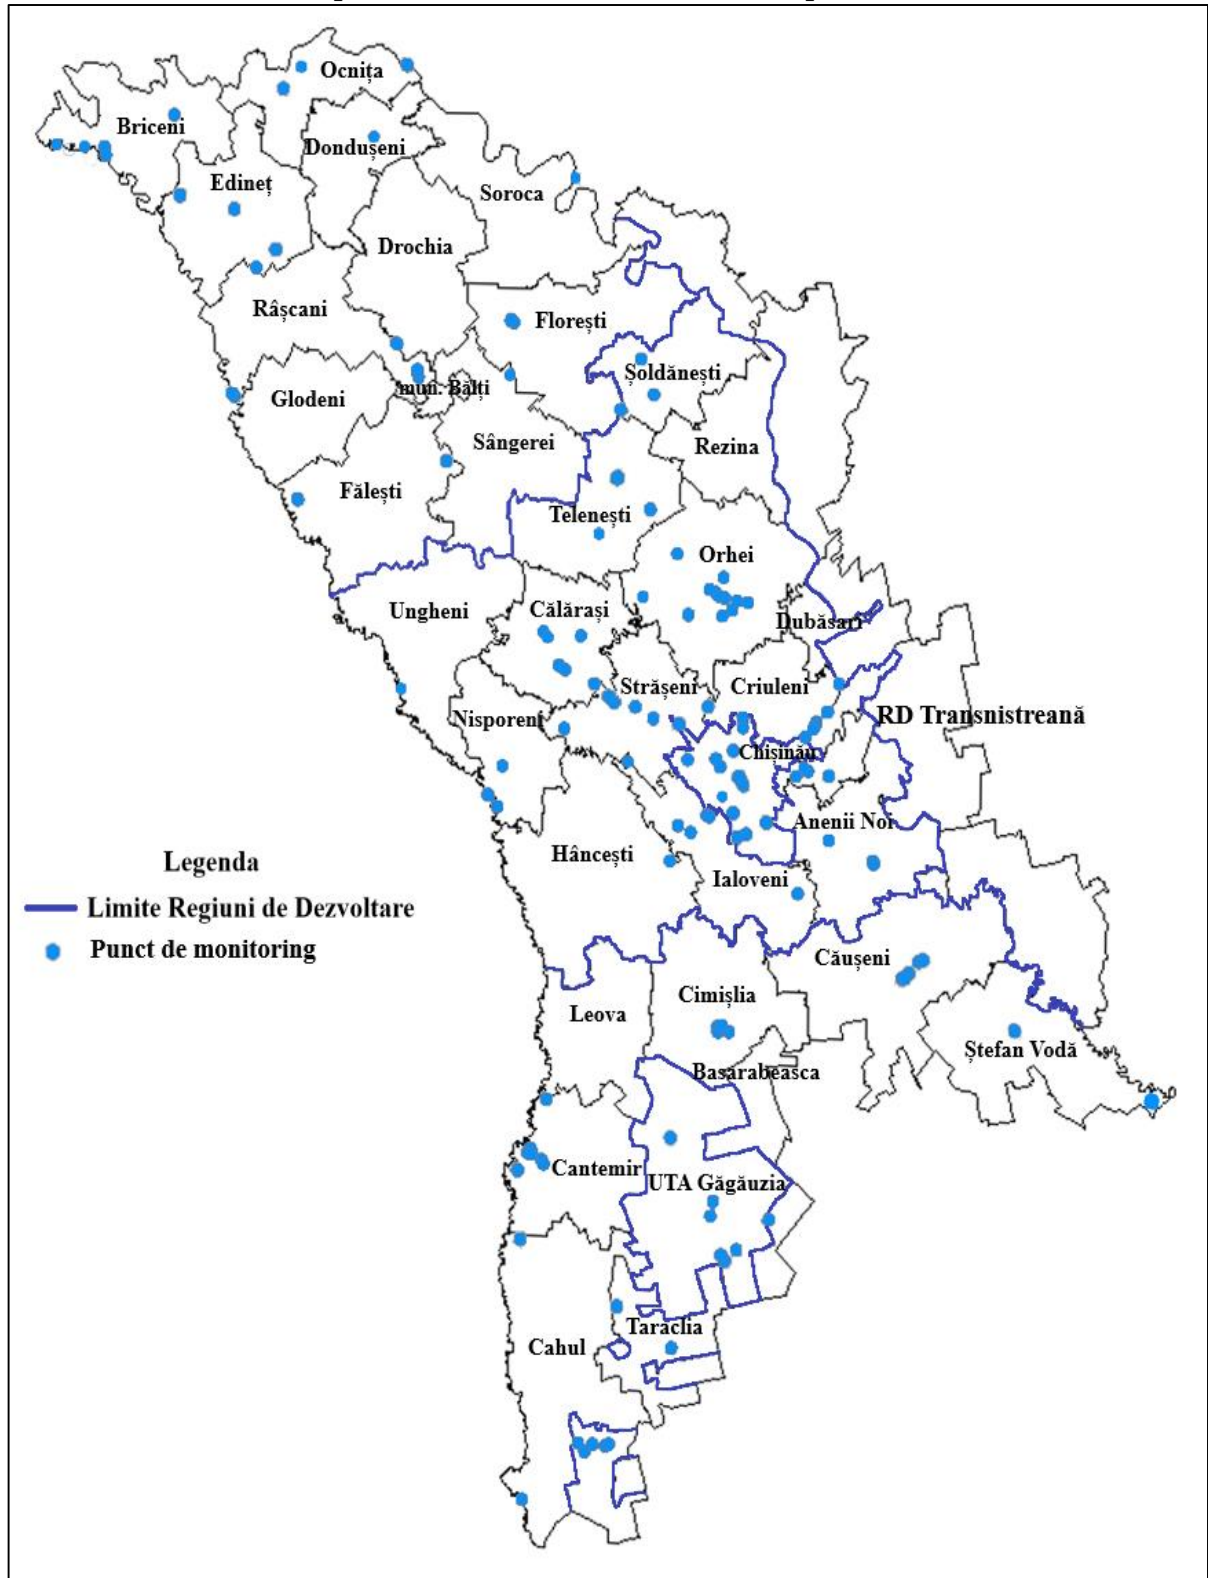 Ocnița
Briceni
Dondușeni
Edineț
Soroca
Drochia
Râșcani
Florești
Șoldănești
mun. Bălți
Glodeni
Sângerei
Rezina
Fălești
Telenești
Orhei
Ungheni
Călărași
Dubăsari
Strășeni
Criuleni
Nisporeni
RD Transnistreană
Chișinău
Anenii Noi
Hâncești
Legenda
Ialoveni
Limite Regiuni de Dezvoltare
Punct de monitoring
Căușeni
Cimișlia
Leova
Ștefan Vodă
Basarabeasca
Cantemir
UTA Găgăuzia
Taraclia
Cahul